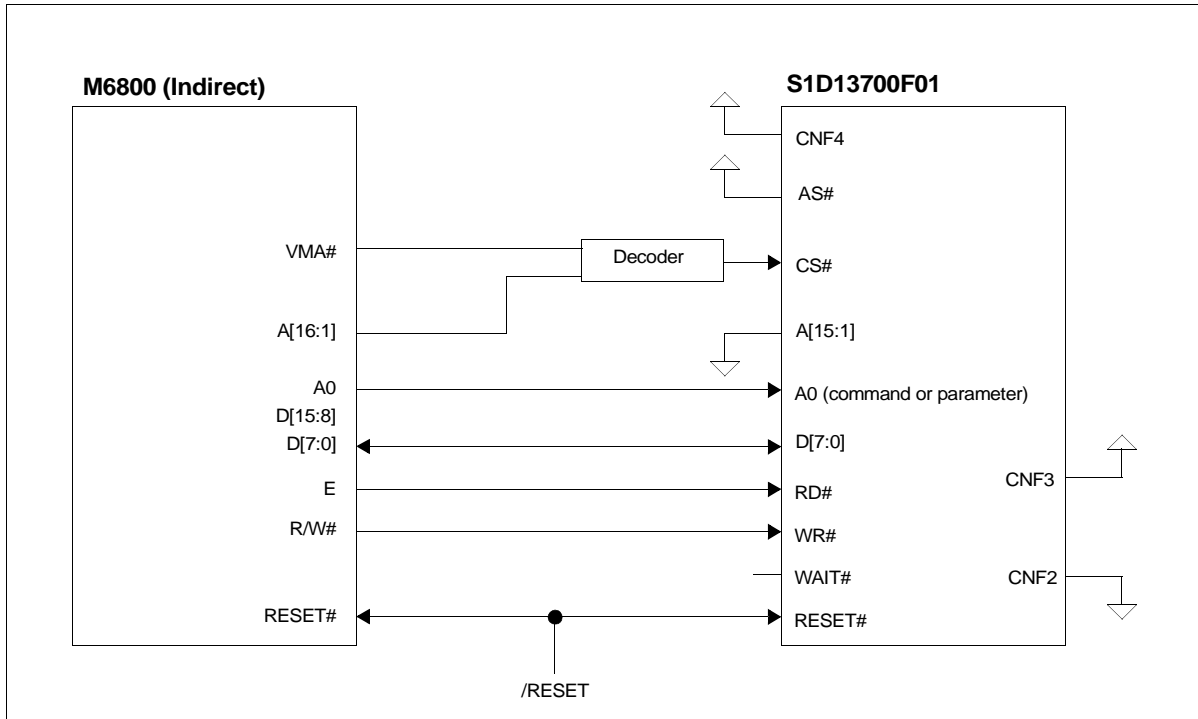 M6800 (Indirect)
S1D13700F01
CNF4
AS#
VMA#
Decoder
CS#
A[16:1]
A[15:1]
A0
A0 (command or parameter)
D[15:8]
D[7:0]
D[7:0]
CNF3
E
RD#
R/W#
WR#
WAIT#
CNF2
RESET#
RESET#
/RESET